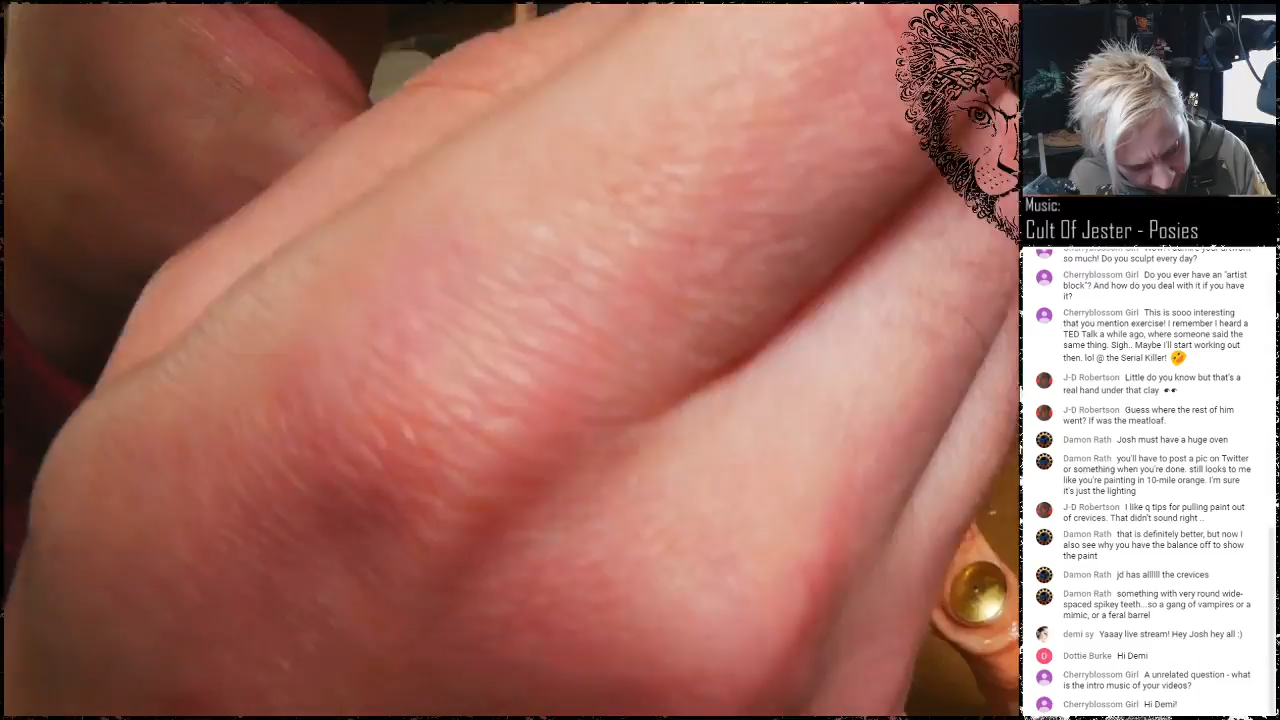 Music:
Cult Of Jester - Posies
Cherryblossom Girl
so much! Do you sculpt every day?
Cherryblossom Girl Do you ever have an "artist
block"? And how do you deal with it if you have
it?
Cherryblossom Girl This is sooo interesting
that you mention exercise! I remember I heard a
TED Talk a while ago, where someone said the
same thing. Sigh.. Maybe I'll start working out
then. lol @ the Serial Killer!
J-D Robertson Little do you know but that's a
real hand under that clay
J-D Robertson Guess where the rest of him
went? If was the meatloaf.
Damon Rath Josh must have a huge oven
Damon Rath you'll have to post a pic on Twitter
or something when you're done. still looks to me
like you're painting in 10-mile orange. I'm sure
it's just the lighting
J-D Robertson I like q tips for pulling paint out
of crevices. That didn't sound right ..
Damon Rath that is definitely better, but now I
also see why you have the balance off to show
the paint
Damon Rath jd has allllll the crevices
Damon Rath something with very round wide-
spaced spikey teeth...so a gang of vampires or a
mimic, or a feral barrel
demi sy Yaaay live stream! Hey Josh hey all :)
D
Dottie Burke Hi Demi
Cherryblossom Girl A unrelated question - what
is the intro music of your videos?
Cherryblossom Girl Hi Demi!